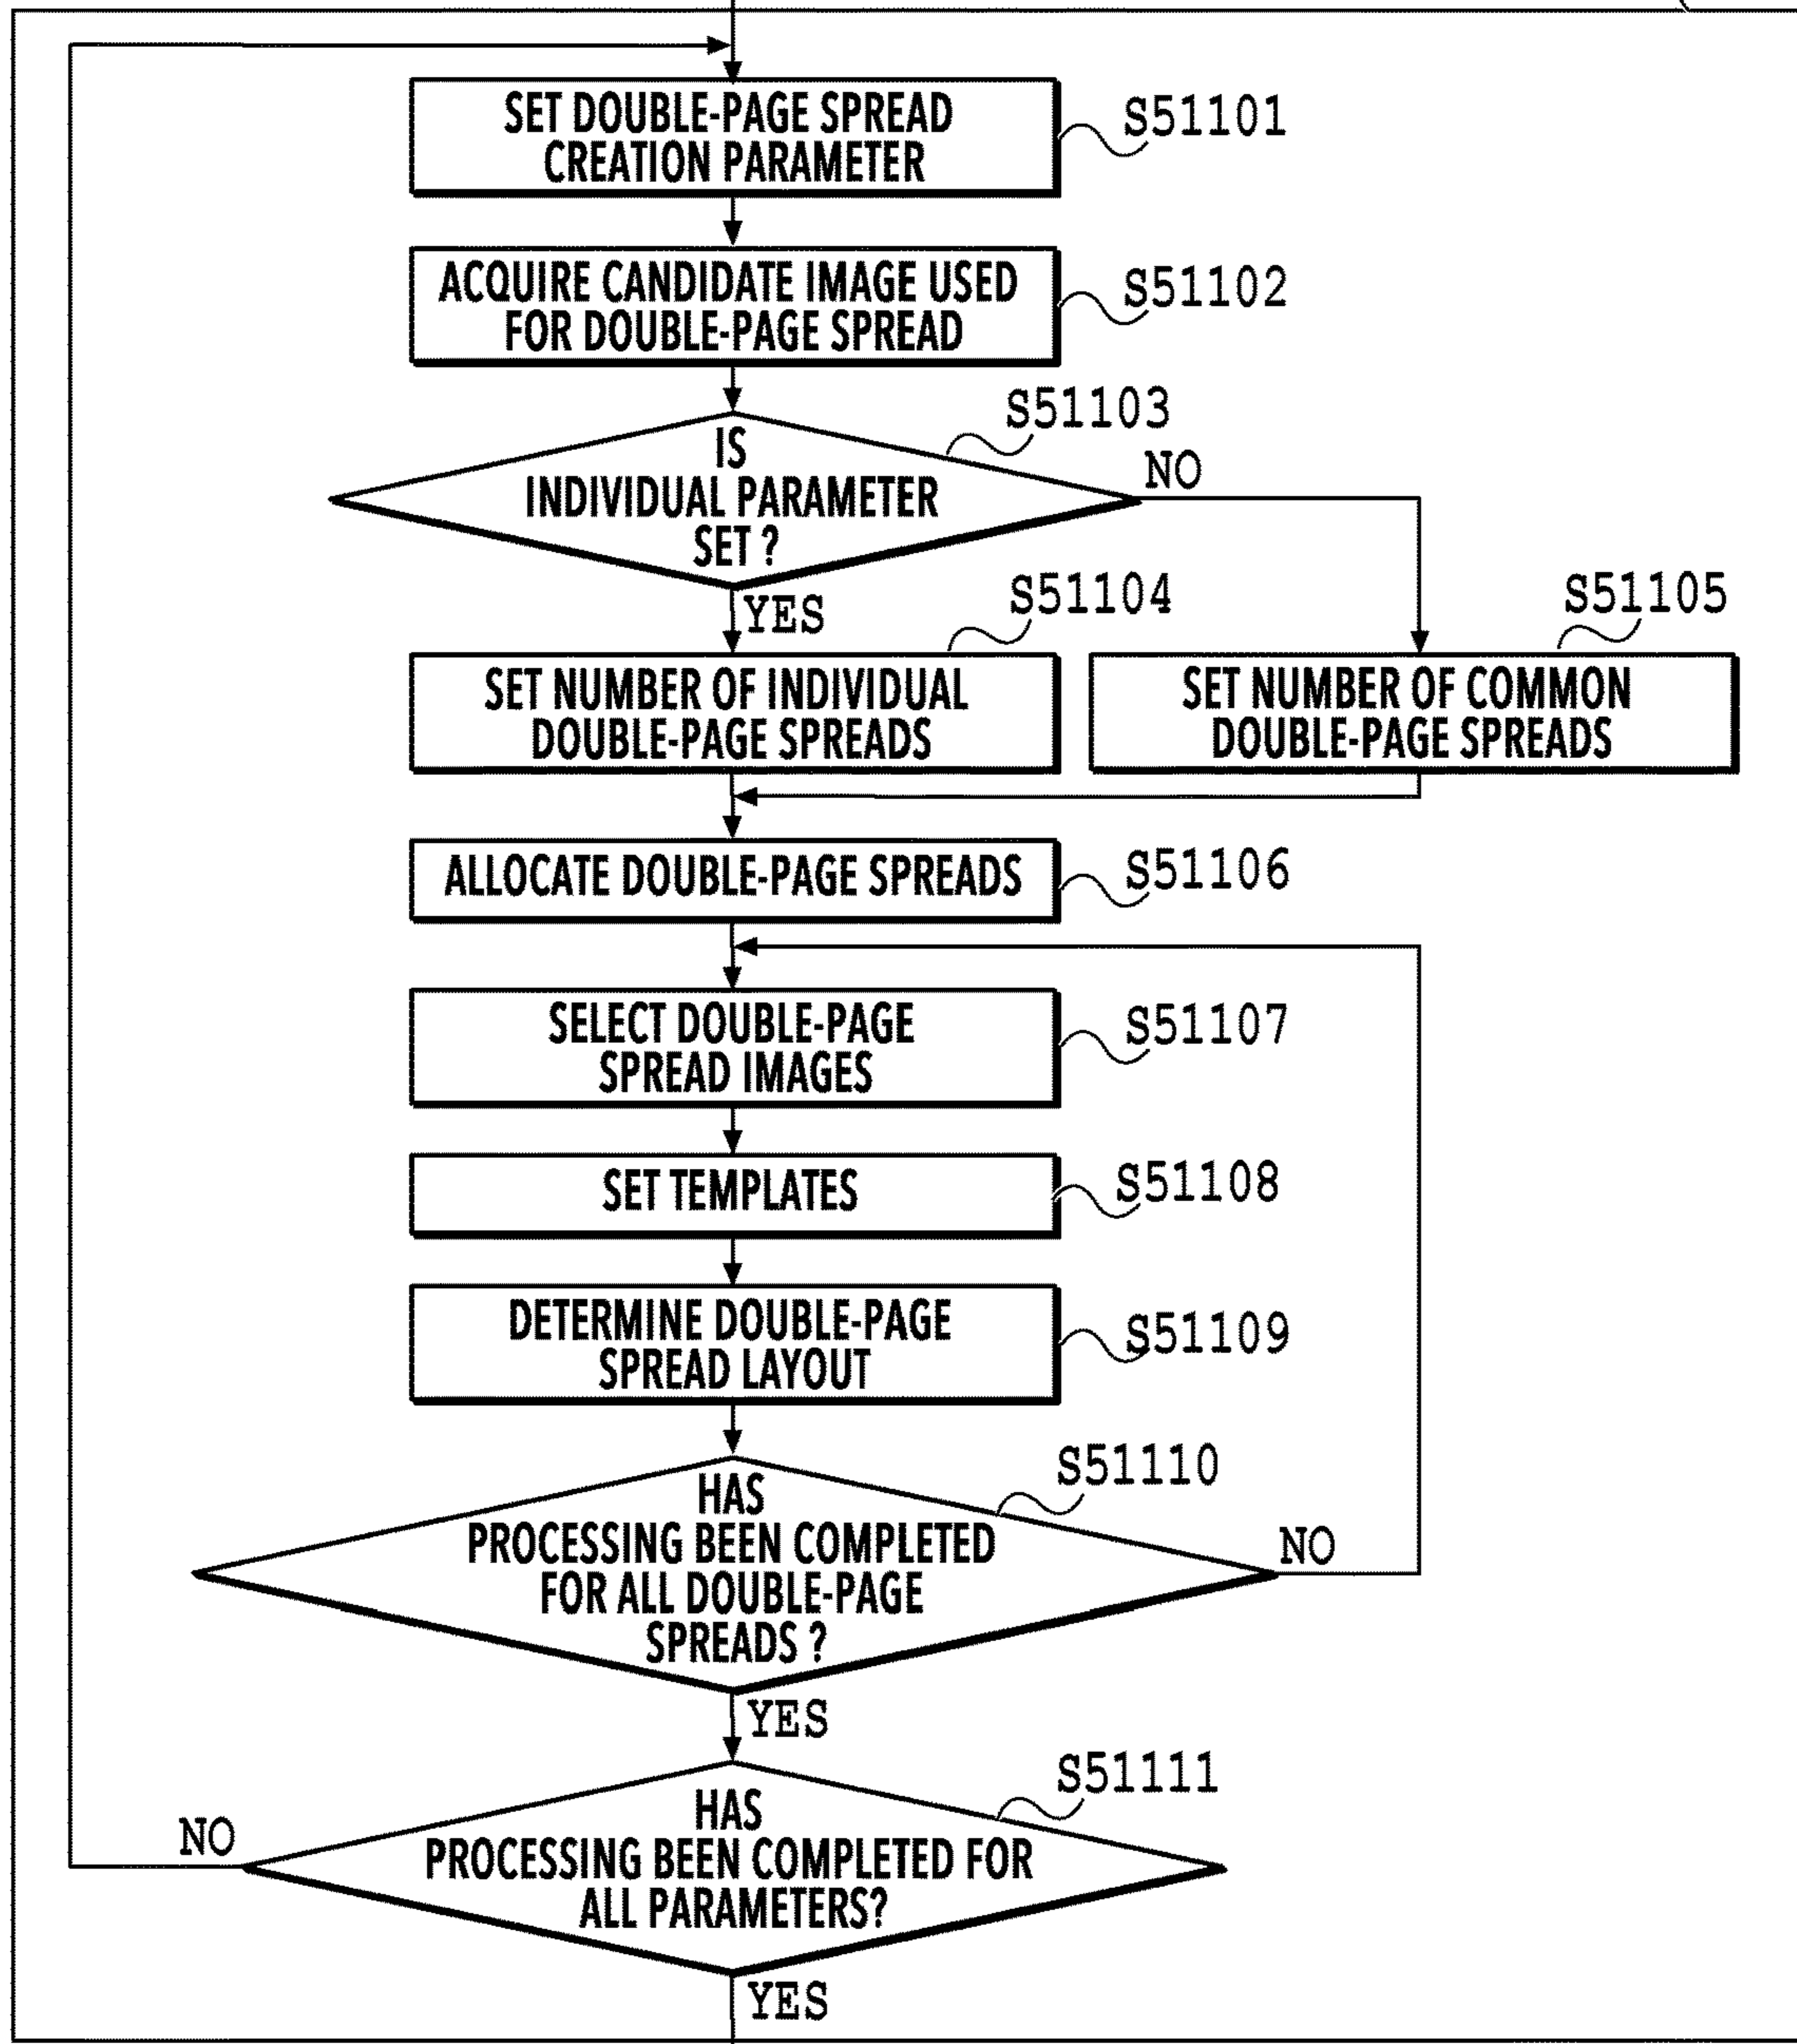 SET DOUBLE-PAGE SPREAD
CREATION PARAMETER
S51101
ACQUIRE CANDIDATE IMAGE USED
FOR DOUBLE-PAGE SPREAD
S51102
S51103
IS
INDIVIDUAL PARAMETER
SET ?
NO
YES
S51104
S51105
SET NUMBER OF INDIVIDUAL
DOUBLE-PAGE SPREADS
SET NUMBER OF COMMON
DOUBLE-PAGE SPREADS
ALLOCATE DOUBLE-PAGE SPREADS
S51106
SELECT DOUBLE-PAGE
SPREAD IMAGES
S51107
SET TEMPLATES
S51108
DETERMINE DOUBLE-PAGE
SPREAD LAYOUT
S51109
S51110
HAS
PROCESSING BEEN COMPLETED
FOR ALL DOUBLE-PAGE
SPREADS ?
NO
YES
S51111
HAS
PROCESSING BEEN COMPLETED FOR
ALL PARAMETERS?
NO
YES